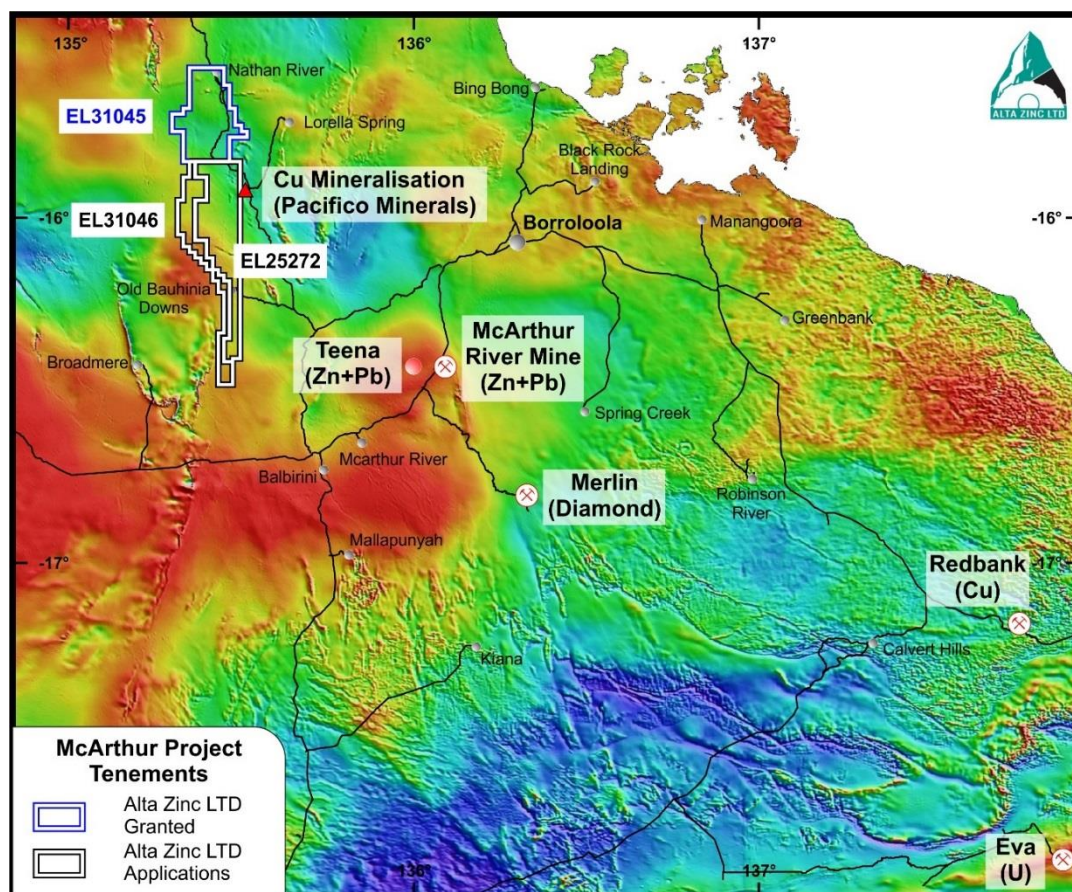 135°
136°
137°
Nathan River
Bing Bong
ALTA ZINC LTD
EL31045
Lorella Spring
Black Rock
Landing
Cu Mineralisation
(Pacifico Minerals)
-16°
EL31046
Borroloola
Manangoora
-16°
EL25272
Old Bauhinia
Downs
Greenbank
Broadmere
Teena
(Zn+Pb)
McArthur
River Mine
(Zn+Pb)
Spring Creek
Mcarthur River
Balbirini
Merlin
(Diamond)
Robinson
River
Mallapunyah
-17°
Redbank
(Cu)
-17°
Kiana
Calvert Hills
McArthur Project
Tenements
Alta Zinc LTD
Granted
Alta Zinc LTD
Applications
136°
137°
Eva
(U)